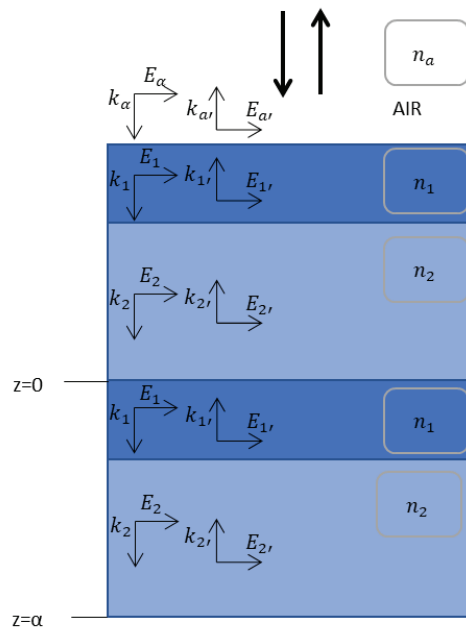 n_a
E_α
k_α
k_a′
E_a′
AIR
E_1
k_1
k_1′
E_1′
n_1
n_2
E_2
k_2
k_2′
E_2′
z=0
E_1
k_1
k_1′
E_1′
n_1
n_2
E_2
k_2
k_2′
E_2′
z=α